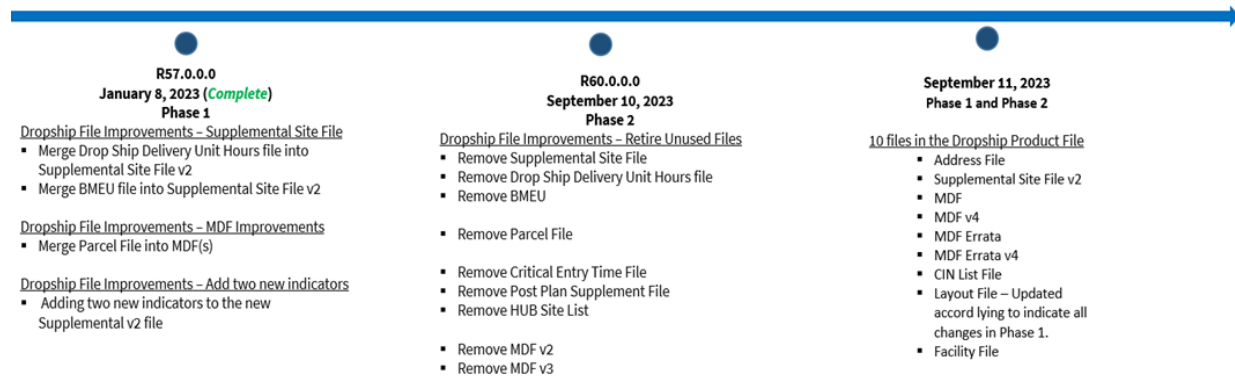 R57.0.0.0
January 8, 2023 (Complete)
Phase 1
Dropship File Improvements – Supplemental Site File
▪ Merge Drop Ship Delivery Unit Hours file into
Supplemental Site File v2
▪ Merge BMEU file into Supplemental Site File v2
Dropship File Improvements – MDF Improvements
▪ Merge Parcel File into MDF(s)
Dropship File Improvements – Add two new indicators
▪ Adding two new indicators to the new
Supplemental v2 file
R60.0.0.0
September 10, 2023
Phase 2
Dropship File Improvements – Retire Unused Files
▪ Remove Supplemental Site File
▪ Remove Drop Ship Delivery Unit Hours file
▪ Remove BMEU
▪ Remove Parcel File
▪ Remove Critical Entry Time File
▪ Remove Post Plan Supplement File
▪ Remove HUB Site List
▪ Remove MDF v2
▪ Remove MDF v3
September 11, 2023
Phase 1 and Phase 2
10 files in the Dropship Product File
▪ Address File
▪ Supplemental Site File v2
▪ MDF
▪ MDF v4
▪ MDF Errata
▪ MDF Errata v4
▪ CIN List File
▪ Layout File – Updated
accord lying to indicate all
changes in Phase 1.
▪ Facility File